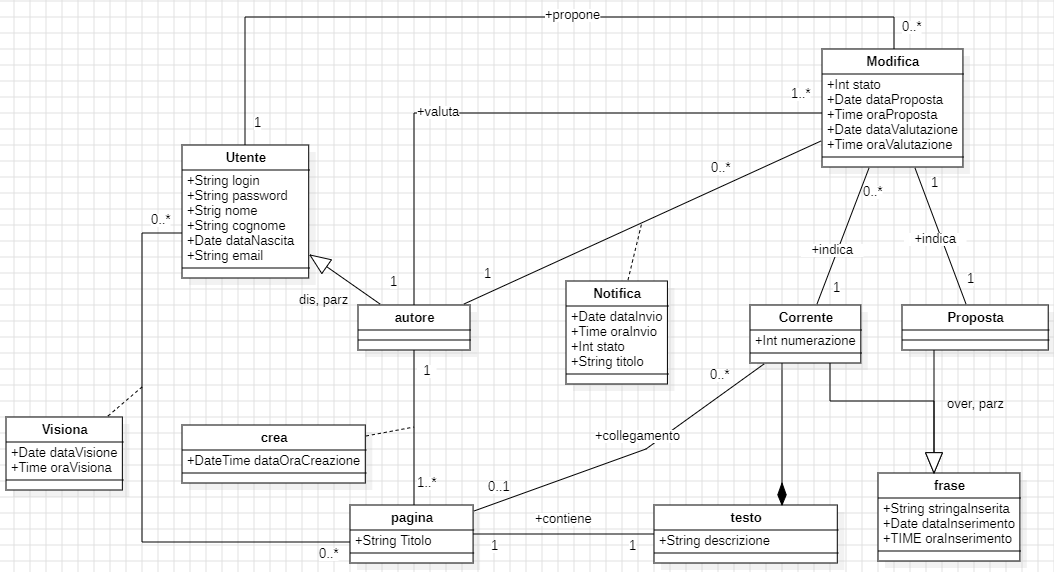 +propone
0..*
Modifica
+Int stato
+Date dataProposta
+Time oraProposta
+Date dataValutazione
+Time oraValutazione
1..*
+valuta
1
Utente
+String login
+String password
+Strig nome
+String cognome
+Date dataNascita
+String email
0..*
0..*
0..*
1
+indica
+indica
1
1
1
1
dis, parz
autore
Notifica
+Date dataInvio
+Time oraInvio
+Int stato
+String titolo
Corrente
+Int numerazione
Proposta
1
0..*
over, parz
Visiona
+Date dataVisione
+Time oraVisiona
crea
+DateTime dataOraCreazione
+collegamento
1..*
0..1
pagina
+String Titolo
+contiene
1
1
testo
+String descrizione
frase
+String stringaInserita
+Date dataInserimento
+TIME oraInserimento
0..*